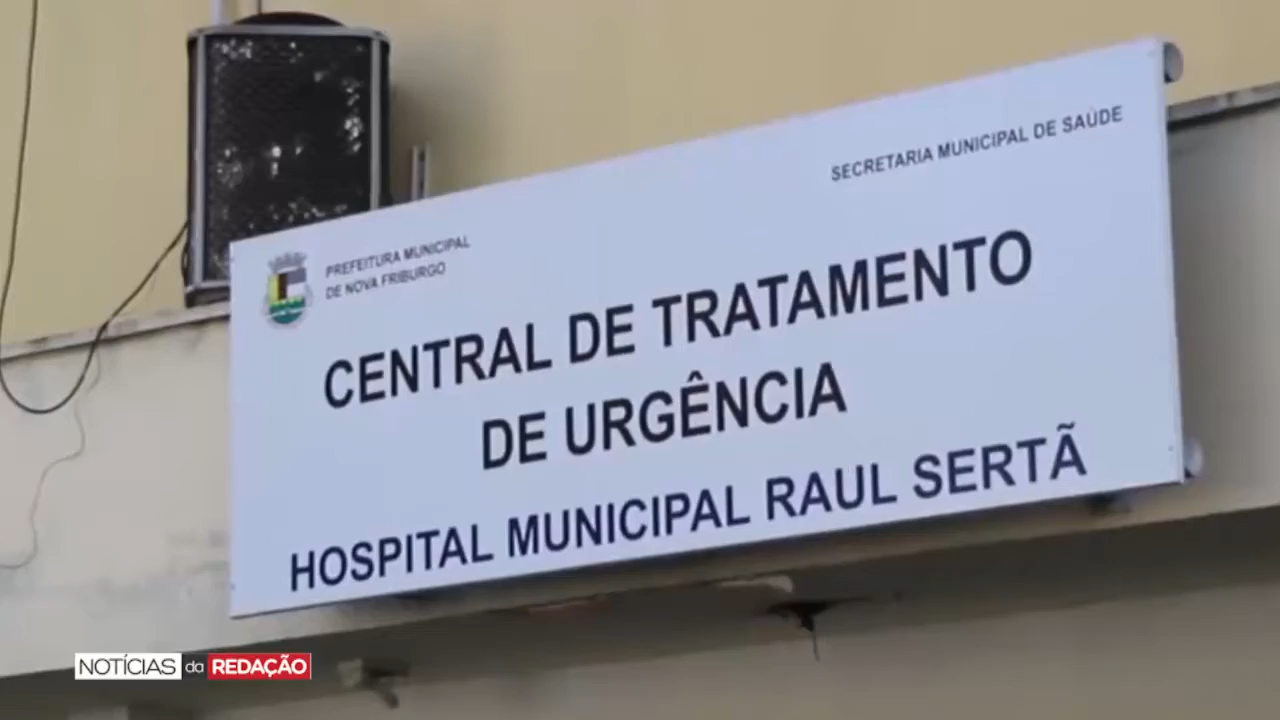 PREFEITURA MUNICIPAL
DE NOVA FRIBURGO
SECRETARIA MUNICIPAL DE SAÚDE
CENTRAL DE TRATAMENTO
DE URGÊNCIA
HOSPITAL MUNICIPAL RAUL SERTÃ
NOTÍCIAS da REDAÇÃO